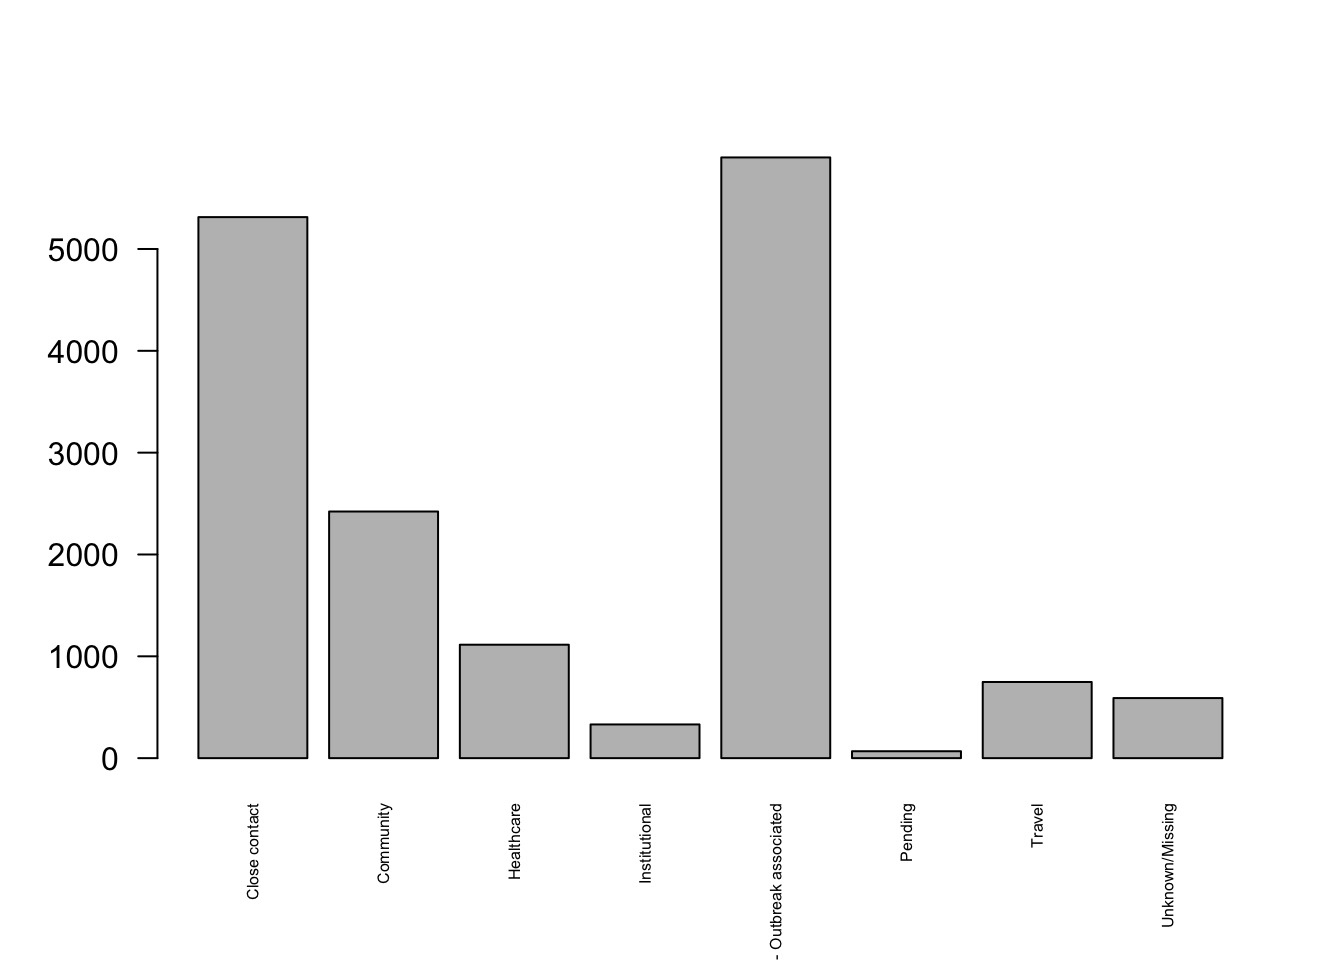 5000
4000
3000
2000
1000
0
Close contact
Community
Healthcare
Institutional
- Outbreak associated
Pending
Travel
Unknown/Missing